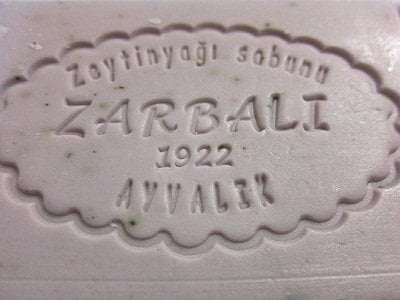 Zeytinyağı sabunu
ZARBALI
1922
AYVALIK